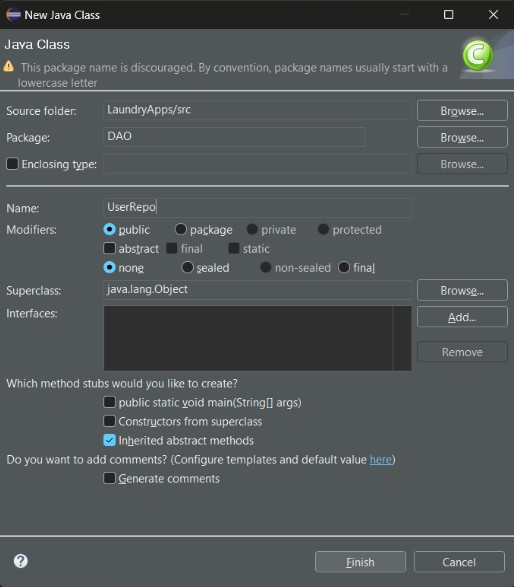 New Java Class
Java Class
This package name is discouraged. By convention, package names usually start with a
lowercase letter
Source folder: LaundryApps/src Browse...
Package: DAO Browse...
Enclosing type: Browse...
Name: UserRepo
Modifiers: public package private protected
abstract final static
none sealed non-sealed final
Superclass: java.lang.Object Browse...
Interfaces: Add...
Remove
Which method stubs would you like to create?
public static void main(String[] args)
Constructors from superclass
Inherited abstract methods
Do you want to add comments? (Configure templates and default value here)
Generate comments
? Finish Cancel